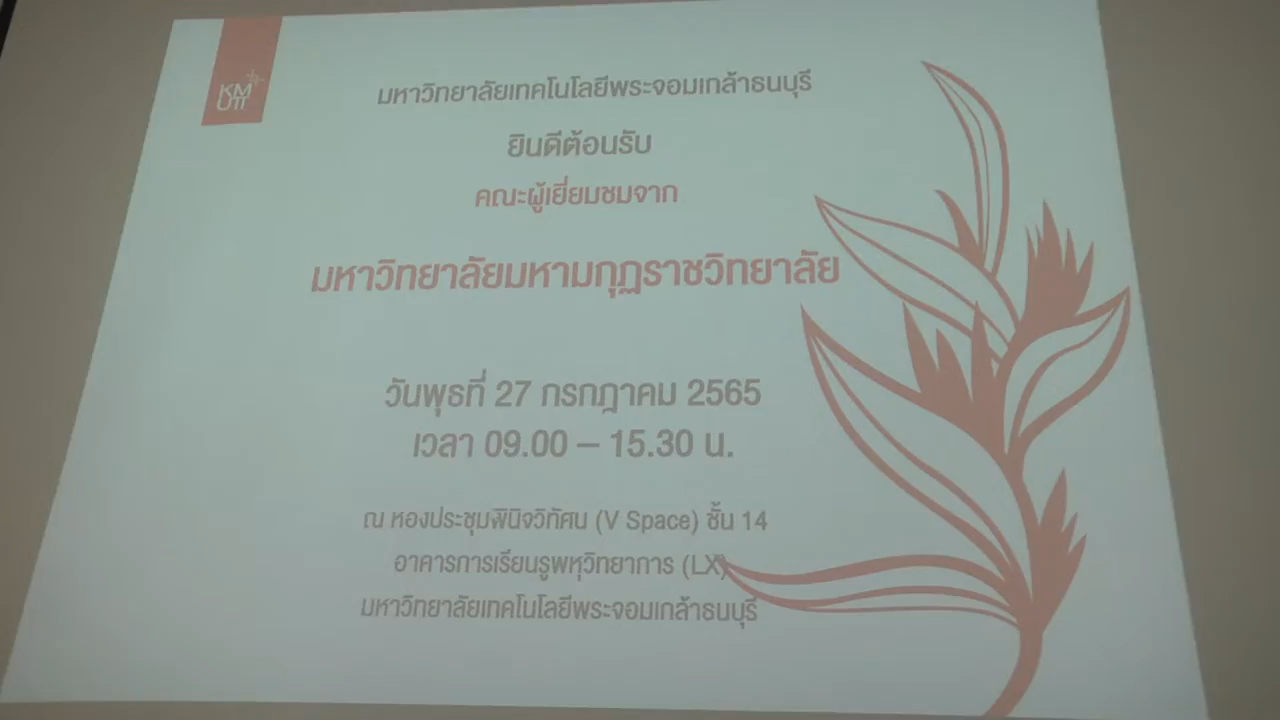 KM
UTT
มหาวิทยาลัยเทคโนโลยีพระจอมเกล้าธนบุรี
ยินดีต้อนรับ
คณะผู้เยี่ยมชมจาก
มหาวิทยาลัยมหามกุฏราชวิทยาลัย
วันพุธที่ 27 กรกฎาคม 2565
เวลา 09.00 – 15.30 น.
ณ หองประชุมพินิจวิทัศน (V Space) ชั้น 14
อาคารการเรียนรูพหุวิทยาการ (LX)
มหาวิทยาลัยเทคโนโลยีพระจอมเกล้าธนบุรี